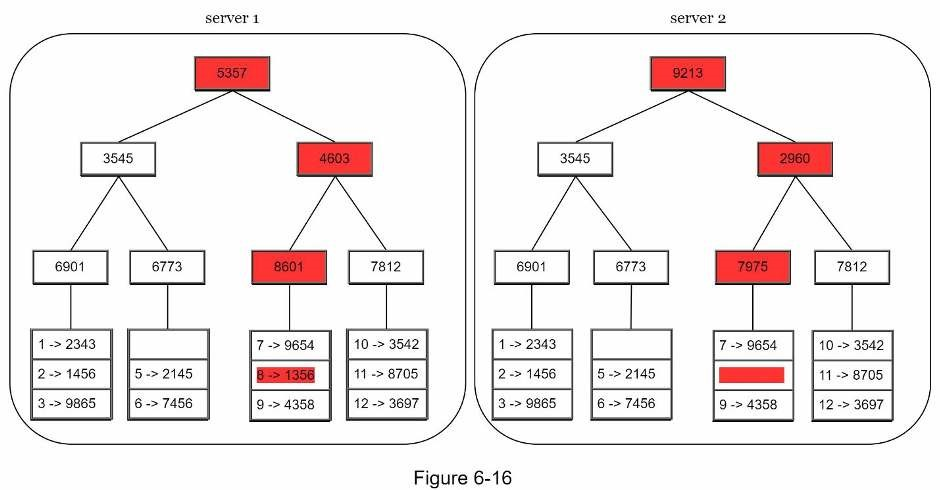 server 1 server 2
5357 9213
3545 4603 3545 2960
6901 6773 8601 7812 6901 6773 7975 7812
1 -> 2343 7 -> 9654 10 -> 3542 1 -> 2343 7 -> 9654 10 -> 3542
2 -> 1456 5 -> 2145 8 -> 1356 11 -> 8705 2 -> 1456 5 -> 2145 11 -> 8705
3 -> 9865 6 -> 7456 9 -> 4358 12 -> 3697 3 -> 9865 6 -> 7456 9 -> 4358 12 -> 3697
Figure 6-16